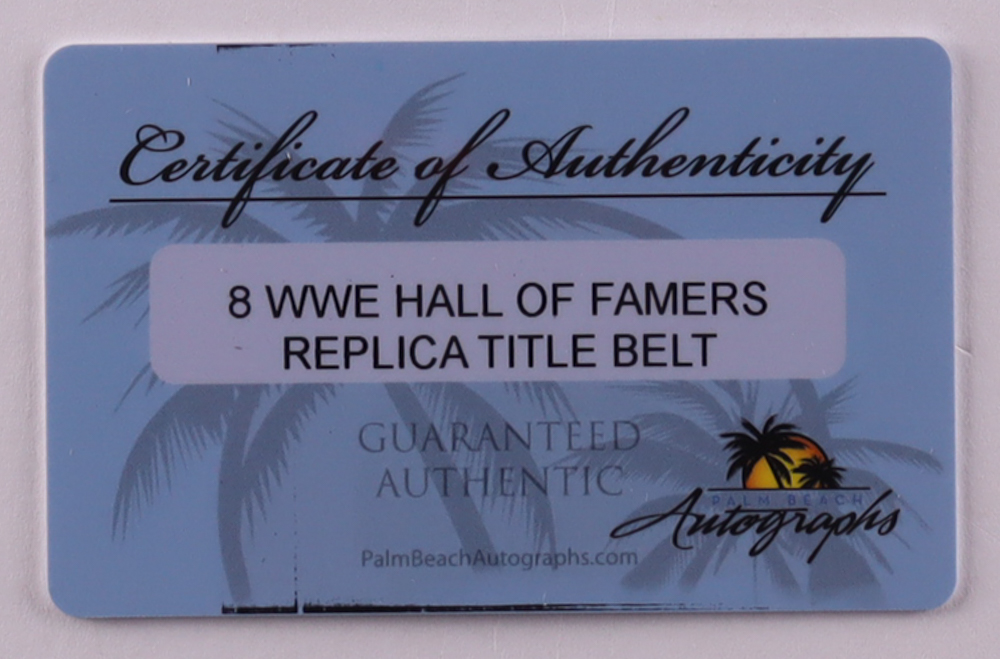 Certificate of Authenticity
8 WWE HALL OF FAMERS
REPLICA TITLE BELT
GUARANTEED
AUTHENTIC
PALM BEACH
Autographs
PalmBeachAutographs.com